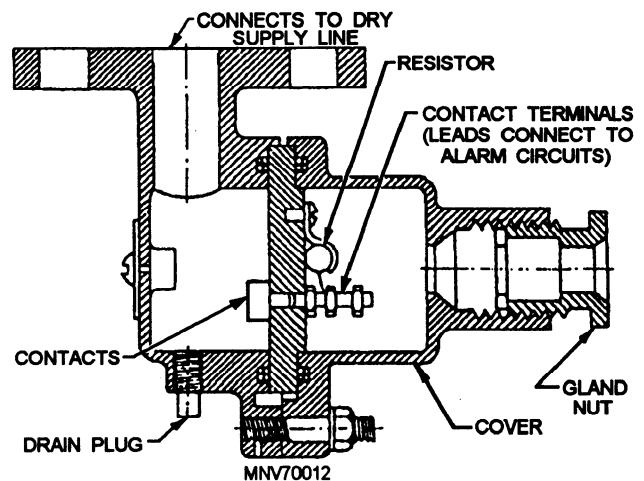 CONNECTS TO DRY
SUPPLY LINE
RESISTOR
CONTACT TERMINALS
(LEADS CONNECT TO
ALARM CIRCUITS)
CONTACTS
DRAIN PLUG
GLAND
NUT
COVER
MNV70012